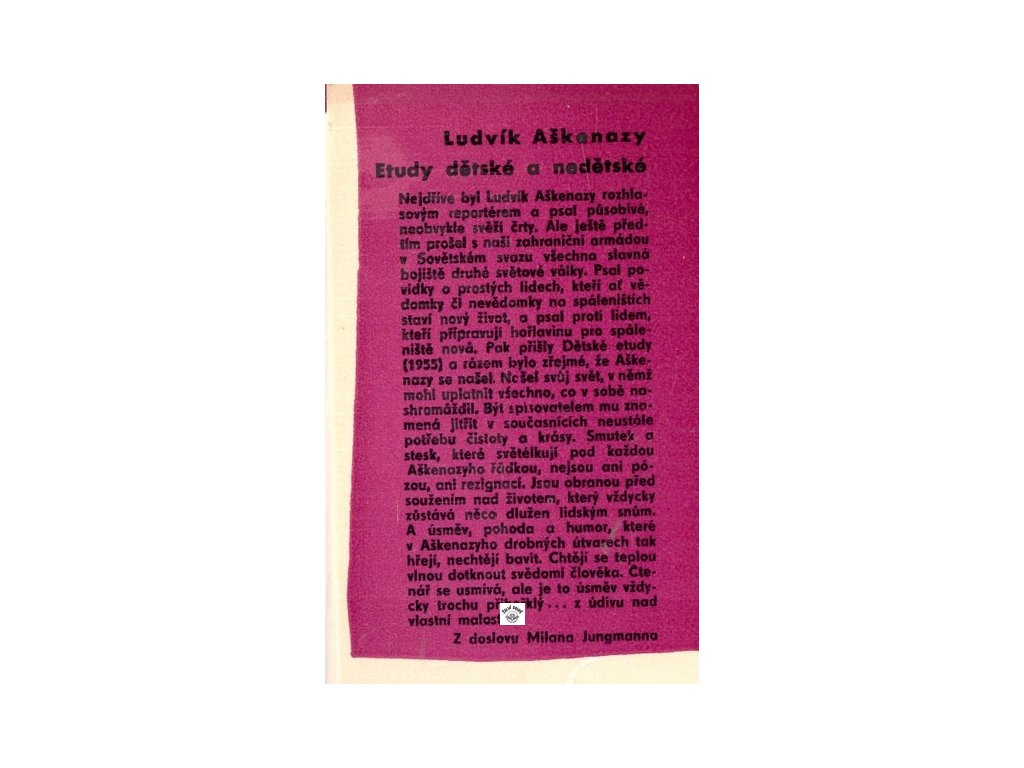 Ludvík Aškenazy
Etudy dětské a nedětské
Nejdříve byl Ludvík Aškenazy rozhla-
sovým reportérem a psal působivé,
neobvykle svěží črty. Ale ještě před-
tím prošel s naší zahraniční armádou
v Sovětském svazu všechna slavná
bojiště druhé světové války. Psal po-
vídky o prostých lidech, kteří ať vě-
domky či nevědomky na spáleništích
staví nový život, a psal proti lidem,
kteří připravují hořlavinu pro spále-
niště nová. Pak přišly Dětské etudy
(1955) a rázem bylo zřejmé, že Aške-
nazy se našel. Našel svůj svět, v němž
mohl uplatnit všechno, co v sobě na-
shromáždil. Být spisovatelem mu zna-
mená jitřit v současnících neustále
potřebu čistoty a krásy. Smutek a
stesk, které světélkují pod každou
Aškenazyho řádkou, nejsou ani pó-
zou, ani rezignací. Jsou obranou před
soužením nad životem, který vždycky
zůstává něco dlužen lidským snům.
A úsměv, pohoda a humor, které
v Aškenazyho drobných útvarech tak
hřejí, nechtějí bavit. Chtějí se teplou
vlnou dotknout svědomí člověka. Čte-
nář se usmívá, ale je to úsměv vždy-
cky trochu ... z údivu nad
vlastní
Z doslovu Milana Jungmanna